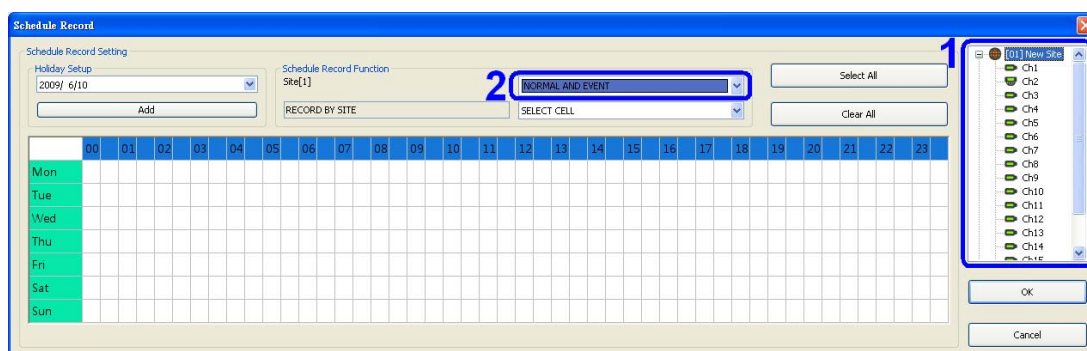 Schedule Record
Schedule Record Setting
Holiday Setup
2009/ 6/10
Add
Schedule Record Function
Site[1]
RECORD BY SITE
2
NORMAL AND EVENT
SELECT CELL
Select All
Clear All
1
[01] New Site
Ch1
Ch2
Ch3
Ch4
Ch5
Ch6
Ch7
Ch8
Ch9
Ch10
Ch11
Ch12
Ch13
Ch14
Ch15
00 01 02 03 04 05 06 07 08 09 10 11 12 13 14 15 16 17 18 19 20 21 22 23
Mon
Tue
Wed
Thu
Fri
Sat
Sun
OK
Cancel